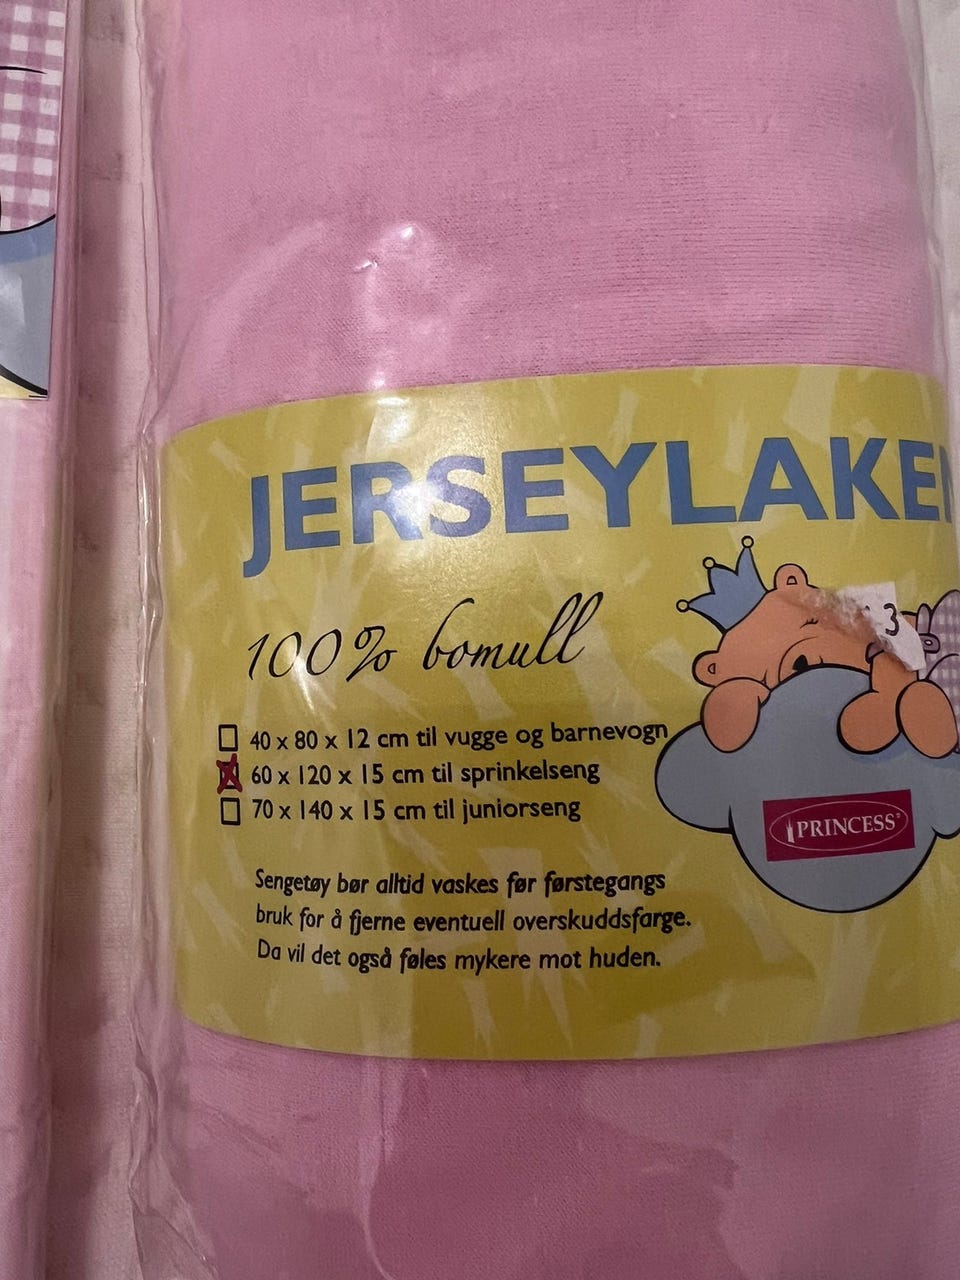 JERSEYLAKEN
100% bomull
40 x 80 x 12 cm til vugge og barnevogn
60 x 120 x 15 cm til sprinkelseng
70 x 140 x 15 cm til juniorseng
3
PRINCESS®
Sengetøy bør alltid vaskes før førstegangs
bruk for å fjerne eventuell overskuddsfarge.
Da vil det også føles mykere mot huden.